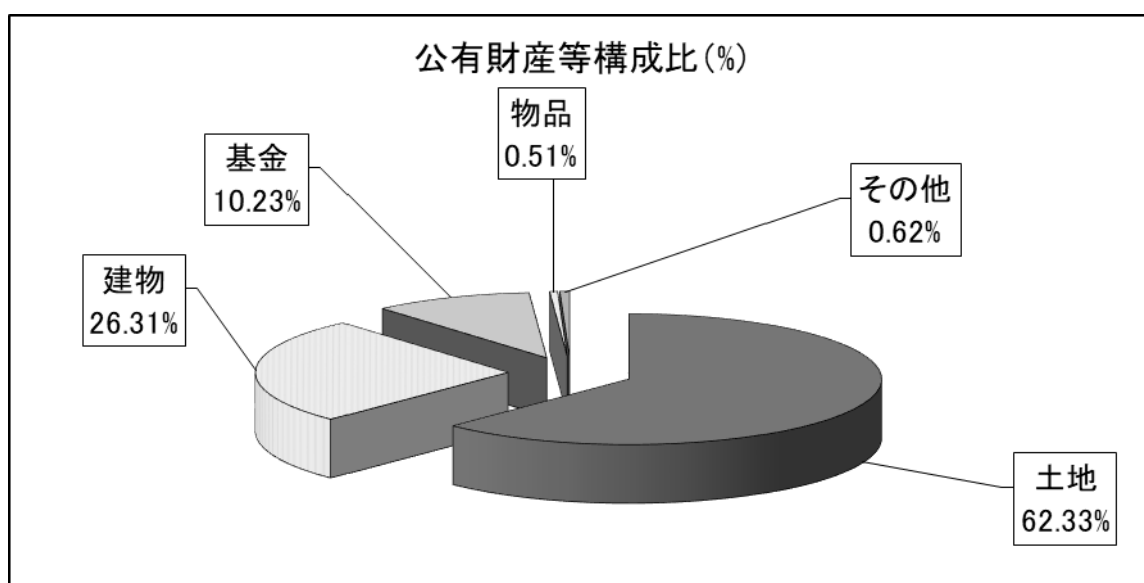 公有財産等構成比(%)
物品
0.51%
基金
10.23%
その他
0.62%
建物
26.31%
土地
62.33%